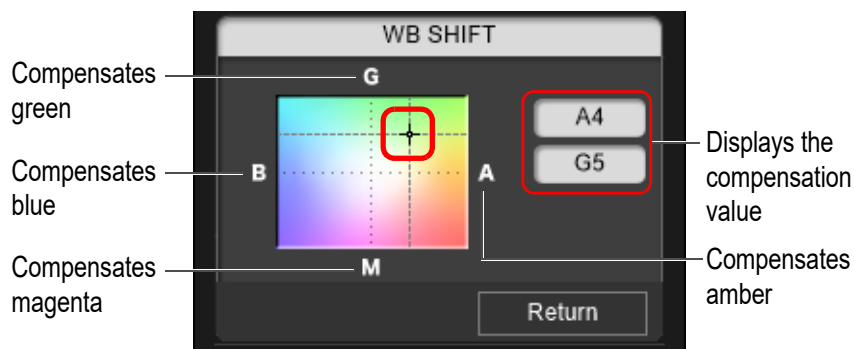 WB SHIFT
Compensates
green
G
A4
G5
Displays the
compensation
value
Compensates
blue
B
A
Compensates
magenta
M
Compensates
amber
Return